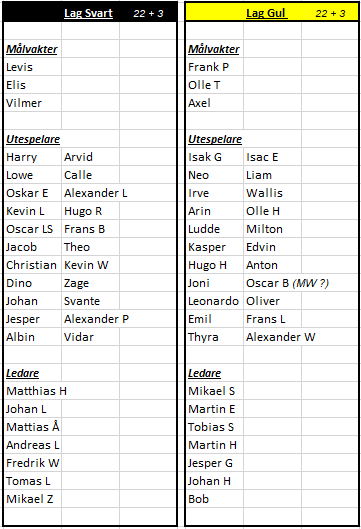 Lag Svart 22 + 3
Målvakter
Levis
Elis
Vilmer
Utespelare
Harry Arvid
Lowe Calle
Oskar E Alexander L
Kevin L Hugo R
Oscar LS Frans B
Jacob Theo
Christian Kevin W
Dino Zage
Johan Svante
Jesper Alexander P
Albin Vidar
Ledare
Matthias H
Johan L
Mattias Å
Andreas L
Fredrik W
Tomas L
Mikael Z
Lag Gul 22 + 3
Målvakter
Frank P
Olle T
Axel
Utespelare
Isak G Isac E
Neo Liam
Irve Wallis
Arin Olle H
Ludde Milton
Kasper Edvin
Hugo H Anton
Joni Oscar B (MW ?)
Leonardo Oliver
Emil Frans L
Thyra Alexander W
Ledare
Mikael S
Martin E
Tobias S
Martin H
Jesper G
Johan H
Bob